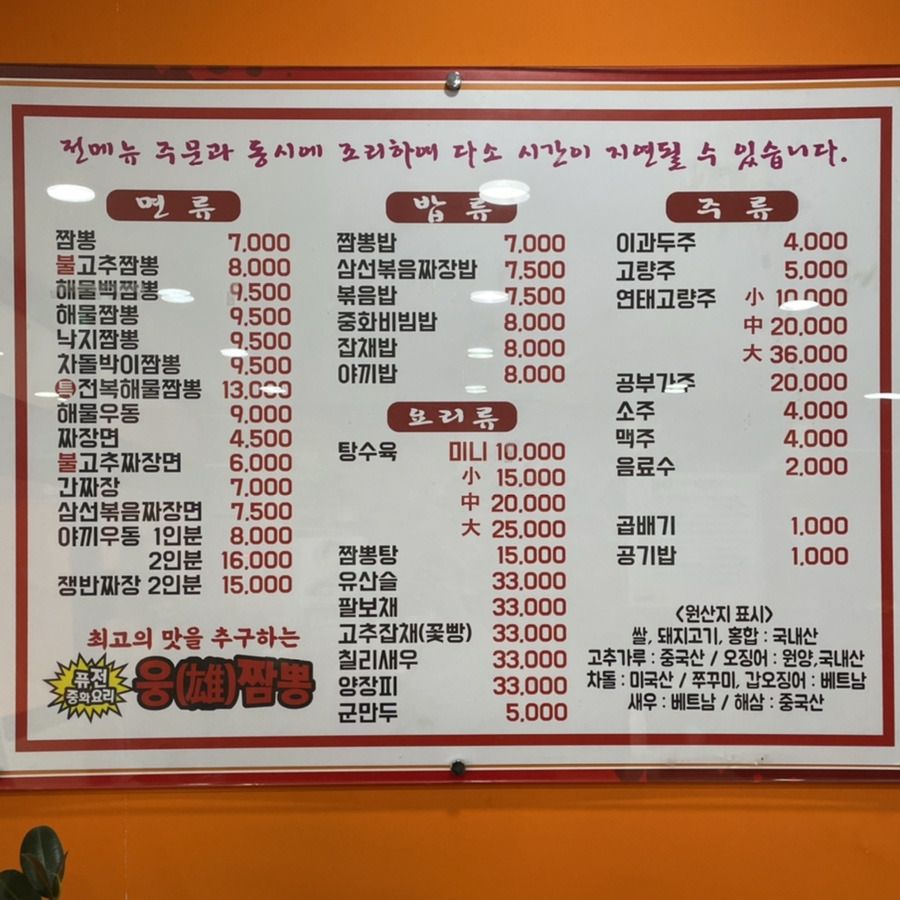 전메뉴 주문과 동시에 조리하여 다소 시간이 지연될 수 있습니다.
면 류
짬뽕 7,000
불고추짬뽕 8,000
해물백짬뽕 9,500
해물짬뽕 9,500
낙지짬뽕 9,500
차돌박이짬뽕 9,500
특전복해물짬뽕 13,000
해물우동 9,000
짜장면 4,500
불고추짜장면 6,000
간짜장 7,000
삼선볶음짜장면 7,500
야끼우동 1인분 8,000
2인분 16,000
쟁반짜장 2인분 15,000
최고의 맛을 추구하는
퓨전
중화요리
웅(雄)짬뽕
밥 류
짬뽕밥 7,000
삼선볶음짜장밥 7,500
볶음밥 7,500
중화비빔밥 8,000
잡채밥 8,000
야끼밥 8,000
요리류
탕수육 미니 10,000
小 15,000
中 20,000
大 25,000
짬뽕탕 15,000
유산슬 33,000
팔보채 33,000
고추잡채(꽃빵) 33,000
칠리새우 33,000
양장피 33,000
군만두 5,000
주 류
이과두주 4,000
고량주 5,000
연태고량주 小 10,000
中 20,000
大 36,000
공부가주 20,000
소주 4,000
맥주 4,000
음료수 2,000
곱배기 1,000
공기밥 1,000
<원산지 표시>
쌀, 돼지고기, 홍합 : 국내산
고추가루 : 중국산 / 오징어 : 원양,국내산
차돌 : 미국산 / 쭈꾸미, 갑오징어 : 베트남
새우 : 베트남 / 해삼 : 중국산